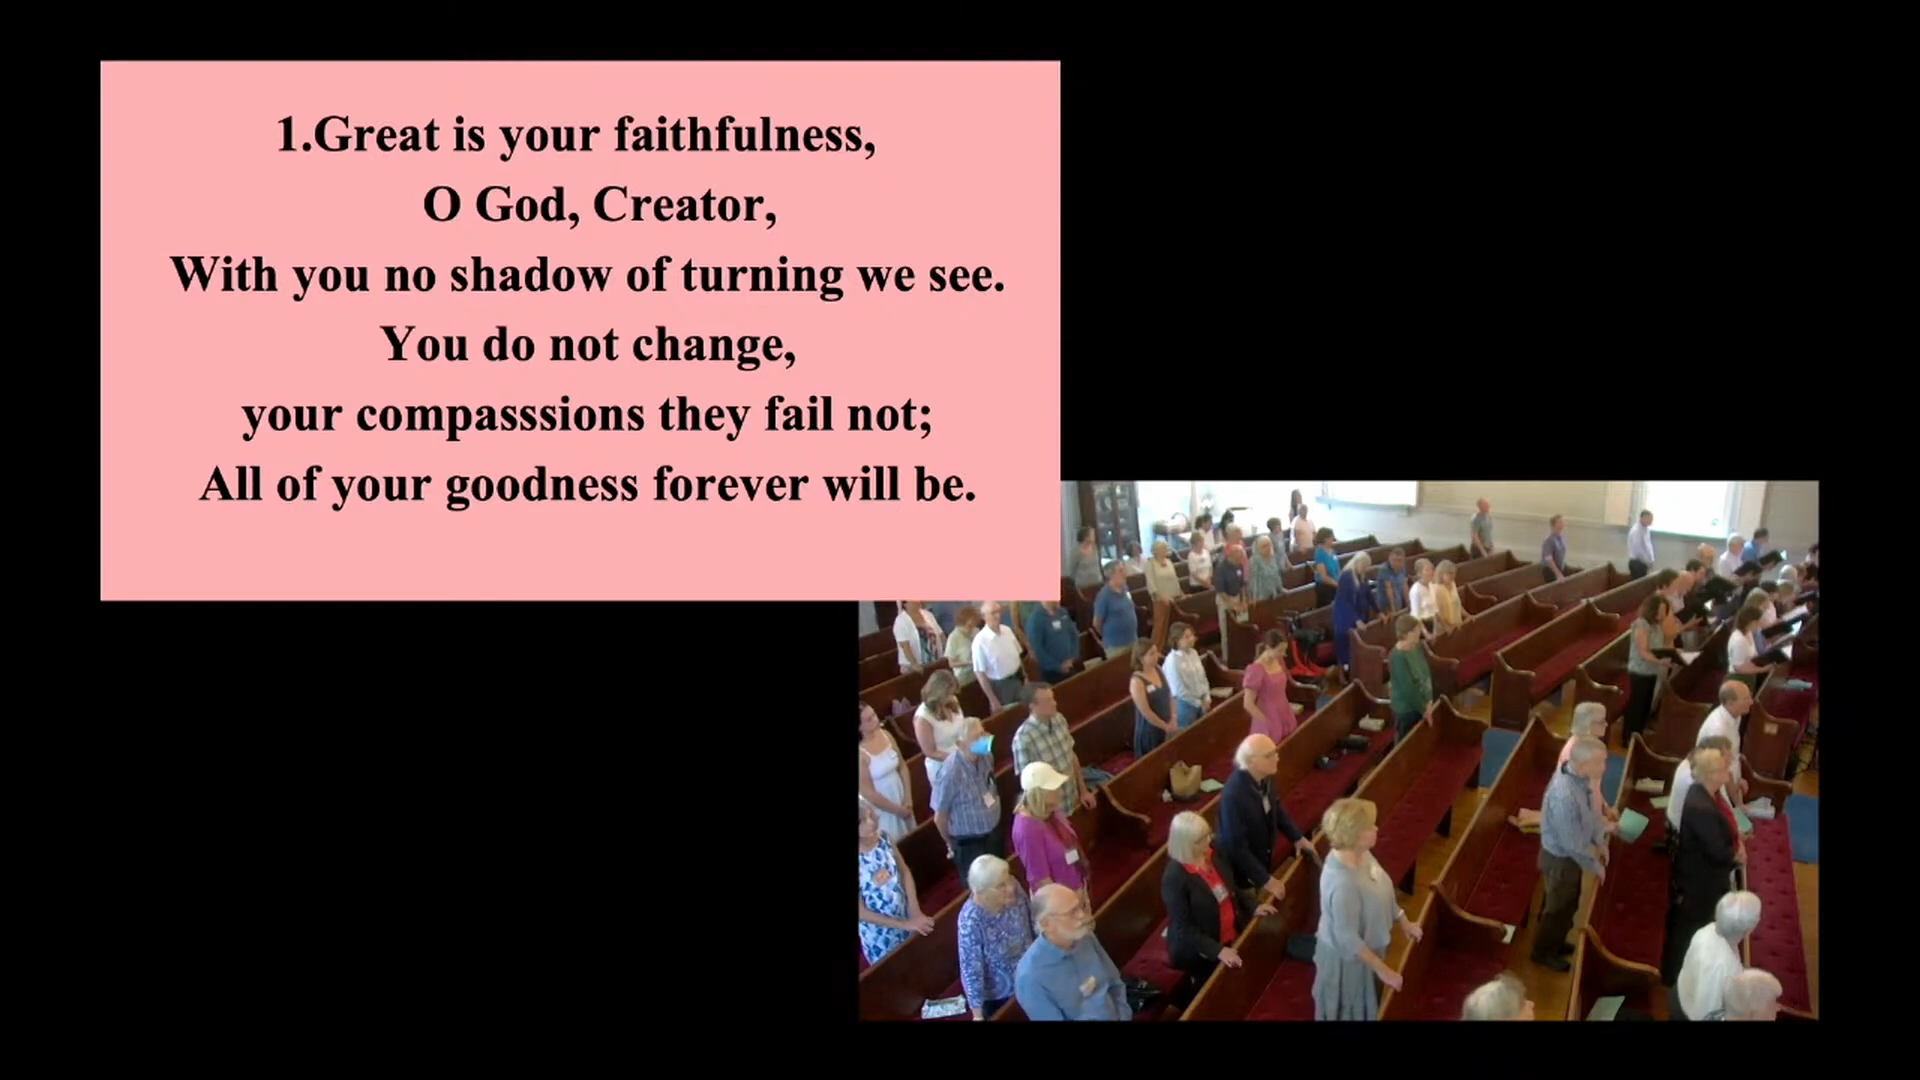 1.Great is your faithfulness,
O God, Creator,
With you no shadow of turning we see.
You do not change,
your compasssions they fail not;
All of your goodness forever will be.